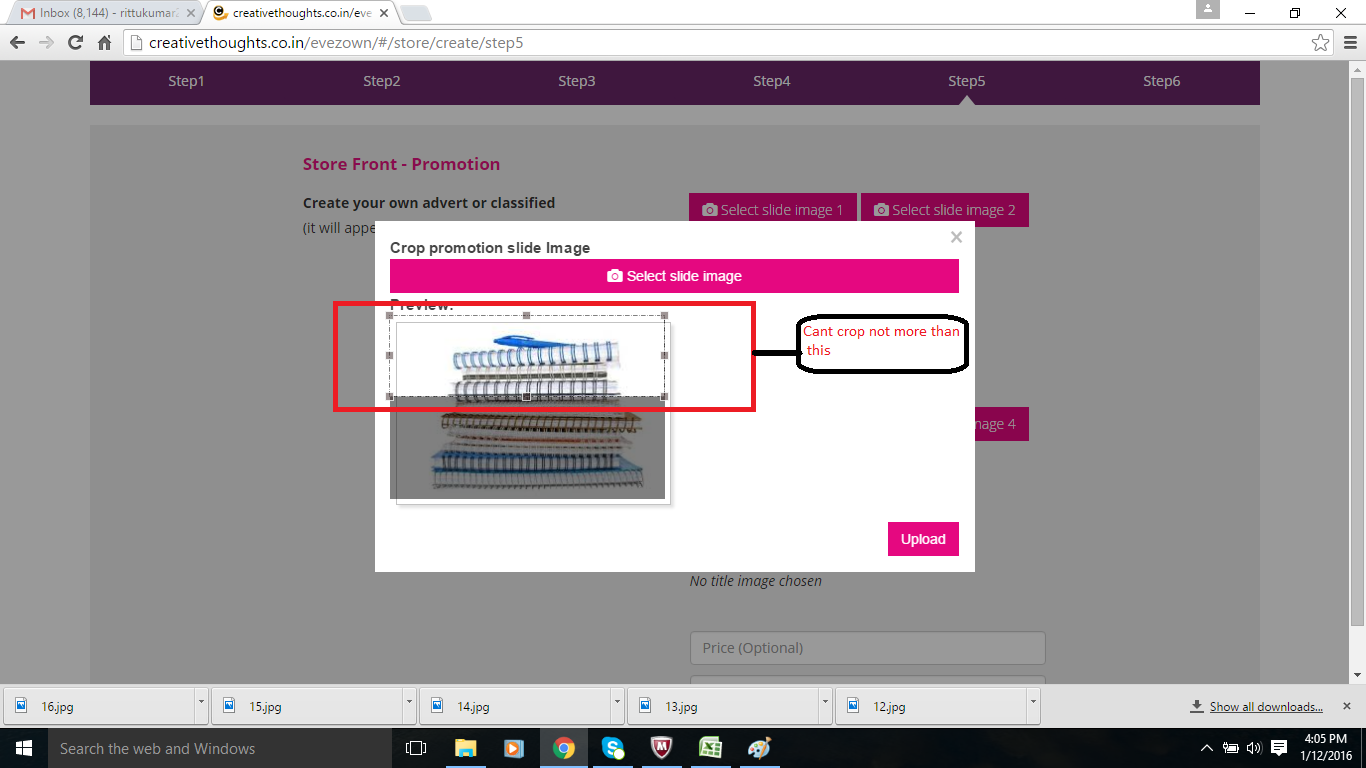 Inbox (8,144) - rittukumar
creativethoughts.co.in/eve
creativethoughts.co.in/evezown/#/store/create/step5
Step1 Step2 Step3 Step4 Step5 Step6
Store Front - Promotion
Create your own advert or classified
(it will appe
Select slide image 1 Select slide image 2
×
Crop promotion slide Image
Select slide image
Preview:
Cant crop not more than
this
mage 4
Upload
No title image chosen
Price (Optional)
16.jpg 15.jpg 14.jpg 13.jpg 12.jpg Show all downloads...
Search the web and Windows
4:05 PM
1/12/2016